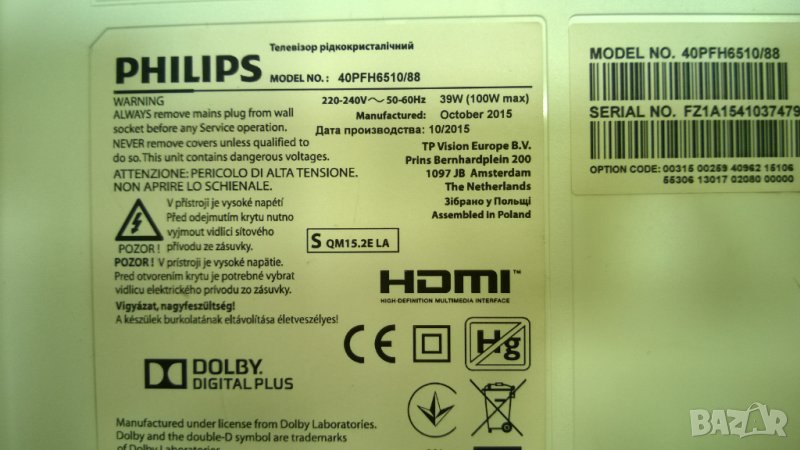 Телевізор рідкокристалічний
PHILIPS MODEL NO.: 40PFH6510/88
WARNING
ALWAYS remove mains plug from wall
socket before any Service operation.
NEVER remove covers unless qualified to
do so. This unit contains dangerous voltages.
ATTENZIONE: PERICOLO DI ALTA TENSIONE.
NON APRIRE LO SCHIENALE.
220-240V~ 50-60Hz 39W (100W max)
Manufactured: October 2015
Дата производства: 10/2015
TP Vision Europe B.V.
Prins Bernhardplein 200
1097 JB Amsterdam
The Netherlands
Зібрано у Польщі
Assembled in Poland
V přístroji je vysoké napětí
Před odejmutím krytu nutno
vyjmout vidlici síťového
POZOR! přívodu ze zásuvky.
POZOR! V prístroji je vysoké napätie.
Pred otvorením krytu je potrebné vybrat
vidlicu elektrického prívodu zo zásuvky.
Vigyázat, nagyfeszültség!
A készülek burkolatának eltávolítása életveszélyes!
S QM15.2E LA
HDMI™
HIGH-DEFINITION MULTIMEDIA INTERFACE
CE
Hg
DOLBY.
DIGITAL PLUS
Manufactured under license from Dolby Laboratories.
Dolby and the double-D symbol are trademarks
of Dolby Laboratories.
MODEL NO. 40PFH6510/88
SERIAL NO. FZ1A1541037479
OPTION CODE: 00315 00259 40962 15106
55306 13017 02080 00000
BAZAR